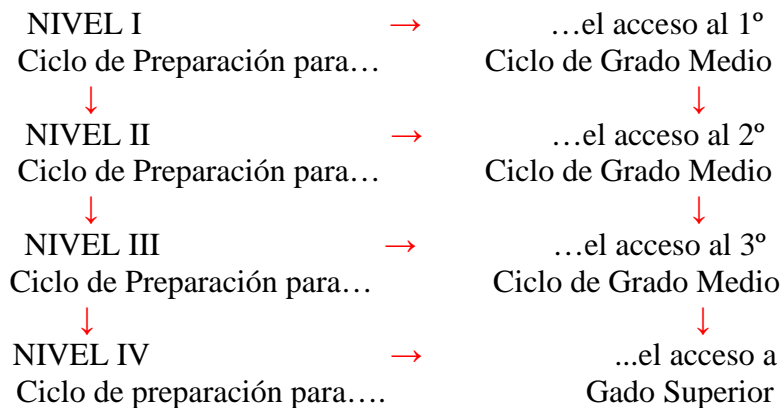 NIVEL I → …el acceso al 1º
Ciclo de Preparación para… Ciclo de Grado Medio
↓ ↓
NIVEL II → …el acceso al 2º
Ciclo de Preparación para… Ciclo de Grado Medio
↓ ↓
NIVEL III → …el acceso al 3º
Ciclo de Preparación para… Ciclo de Grado Medio
↓ ↓
NIVEL IV → ...el acceso a
Ciclo de preparación para…. Gado Superior